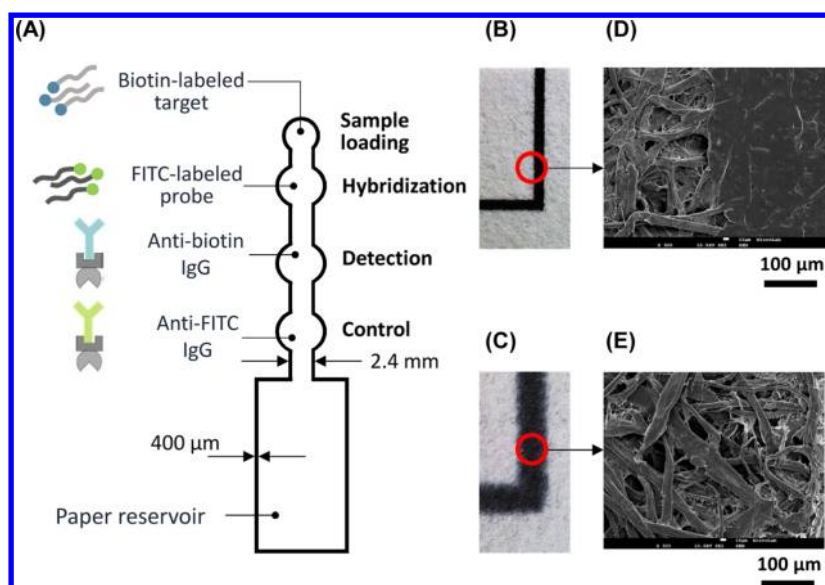 (A)
Biotin-labeled
target
Sample
loading
FITC-labeled
probe
Hybridization
Anti-biotin
IgG
Detection
Anti-FITC
IgG
Control
2.4 mm
400 µm
Paper reservoir
(B)
(D)
100 µm
(C)
(E)
100 µm